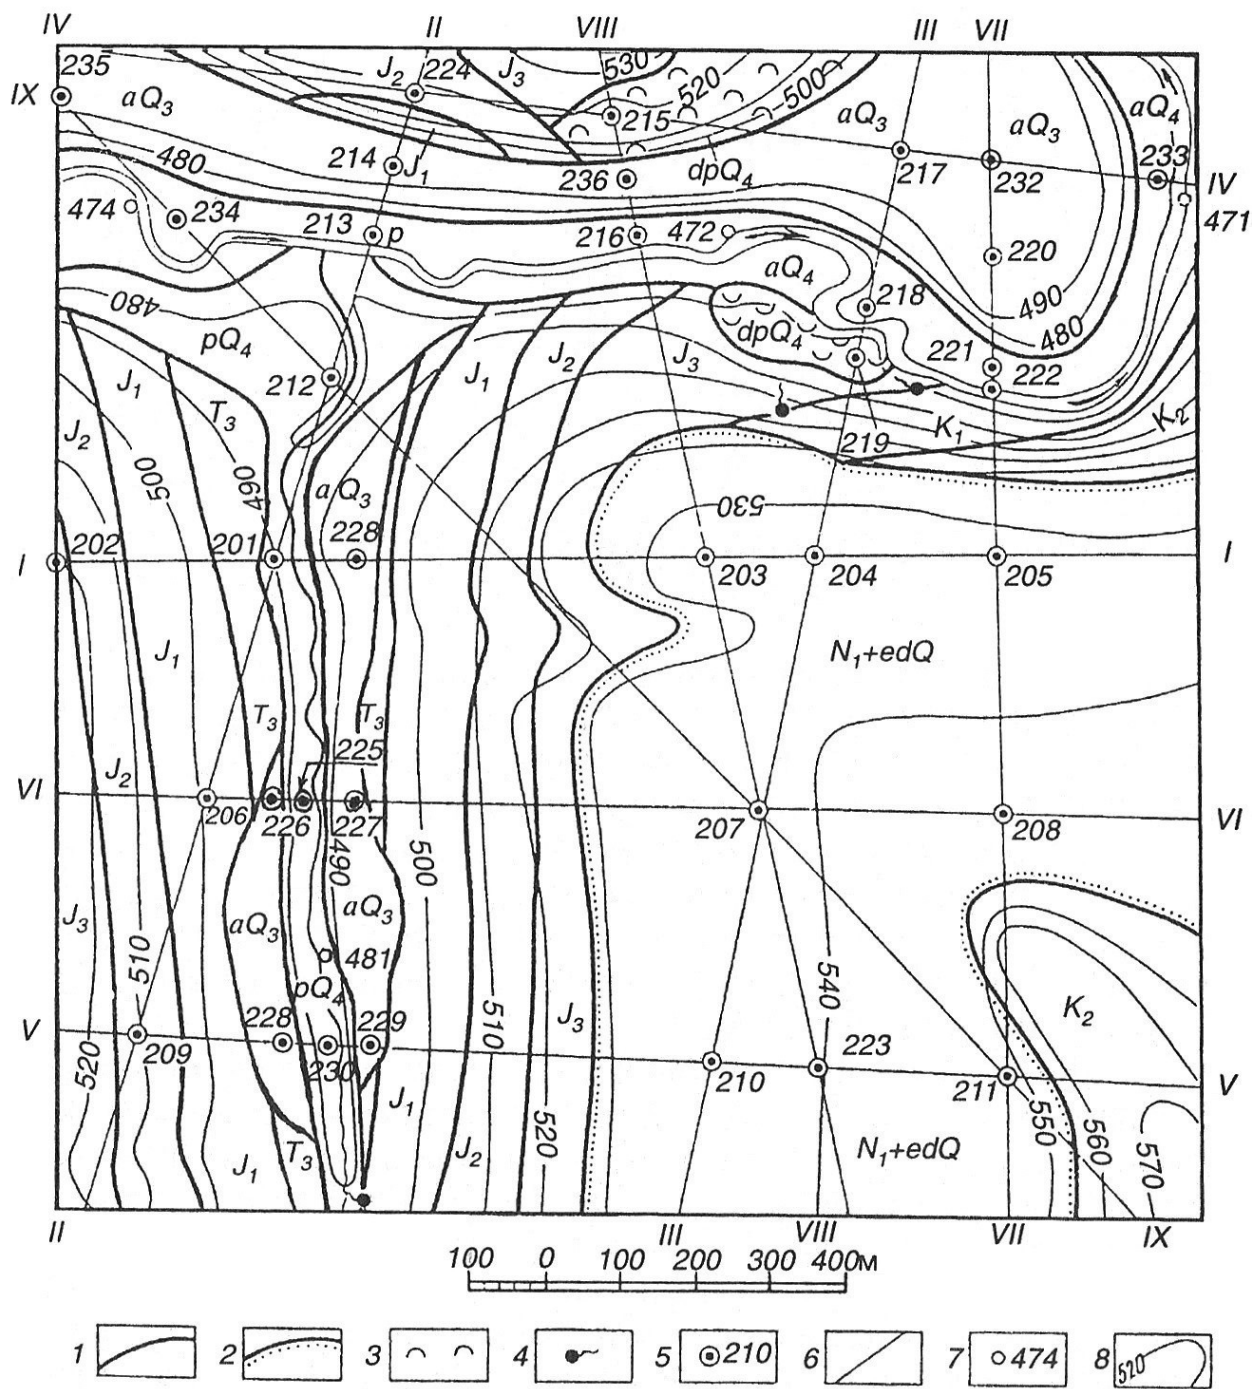 IV II VIII III VII
235 J₂ 224 J₃ 530 520 500
IX aQ₃ 215 aQ₃ aQ₃ aQ₄
214 J₁ 236 dpQ₄ 217 232 233 IV
480
474 234 213 p 216 472 471
220
aQ₄ 218 490
480 480
pQ₄ dpQ₄ 221
J₁ 212 J₁ J₂ J₃ 222
T₃ K₁ K₂
J₂ 219
500 490 aQ₃ 530
202 201 228
I 203 204 205 I
J₁ N₁+edQ
T₃ T₃
J₂ 225
VI 206 226 227 207 208 VI
490 500
J₃ aQ₃ aQ₃
510 481 540 K₂
pQ₄ 510 J₃
V 228 229 223
209 230 210 211 V
520 J₁ 550 560
J₁ T₃ J₂ 520 N₁+edQ 570
II III VIII VII IX
100 0 100 200 300 400м
1 2 3 4 5 210 6 7 474 8 520